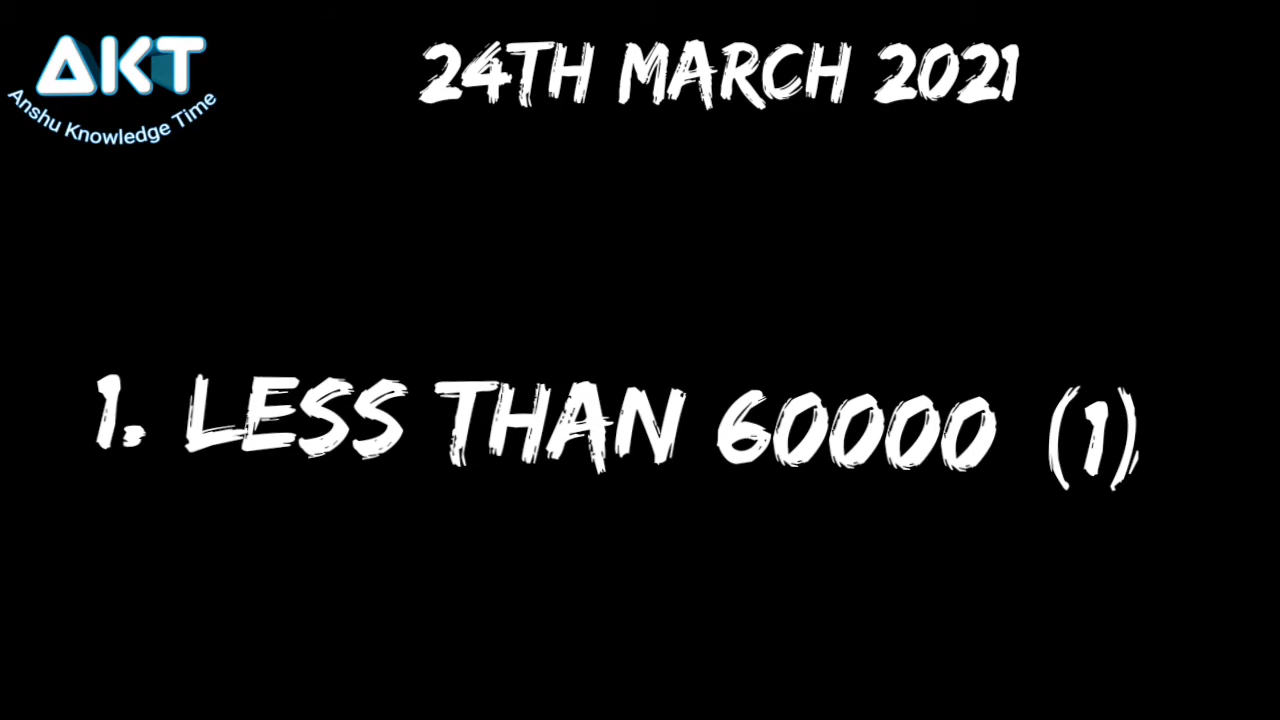 AKT
Anshu Knowledge Time
24TH MARCH 2021
1. LESS THAN 60000 (1)